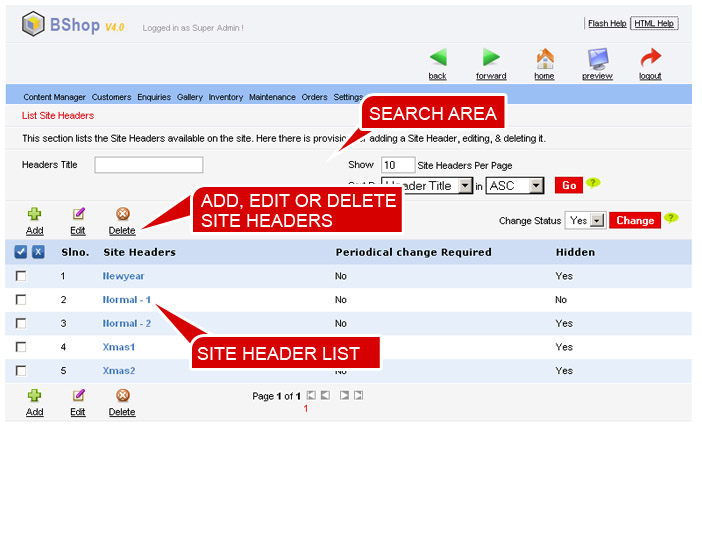 BShop V4.0 Logged in as Super Admin !
Flash Help HTML Help
back forward home preview logout
Content Manager Customers Enquiries Gallery Inventory Maintenance Orders Settings
List Site Headers
SEARCH AREA
This section lists the Site Headers available on the site. Here there is provision adding a Site Header, editing, & deleting it.
Headers Title Show 10 Site Headers Per Page
Header Title in ASC Go ?
ADD, EDIT OR DELETE
SITE HEADERS
Add Edit Delete
Change Status Yes Change ?
X Slno. Site Headers Periodical change Required Hidden
1 Newyear No Yes
2 Normal - 1 No No
3 Normal - 2 No Yes
4 Xmas1 Yes
SITE HEADER LIST
5 Xmas2 No Yes
Add Edit Delete
Page 1 of 1
1